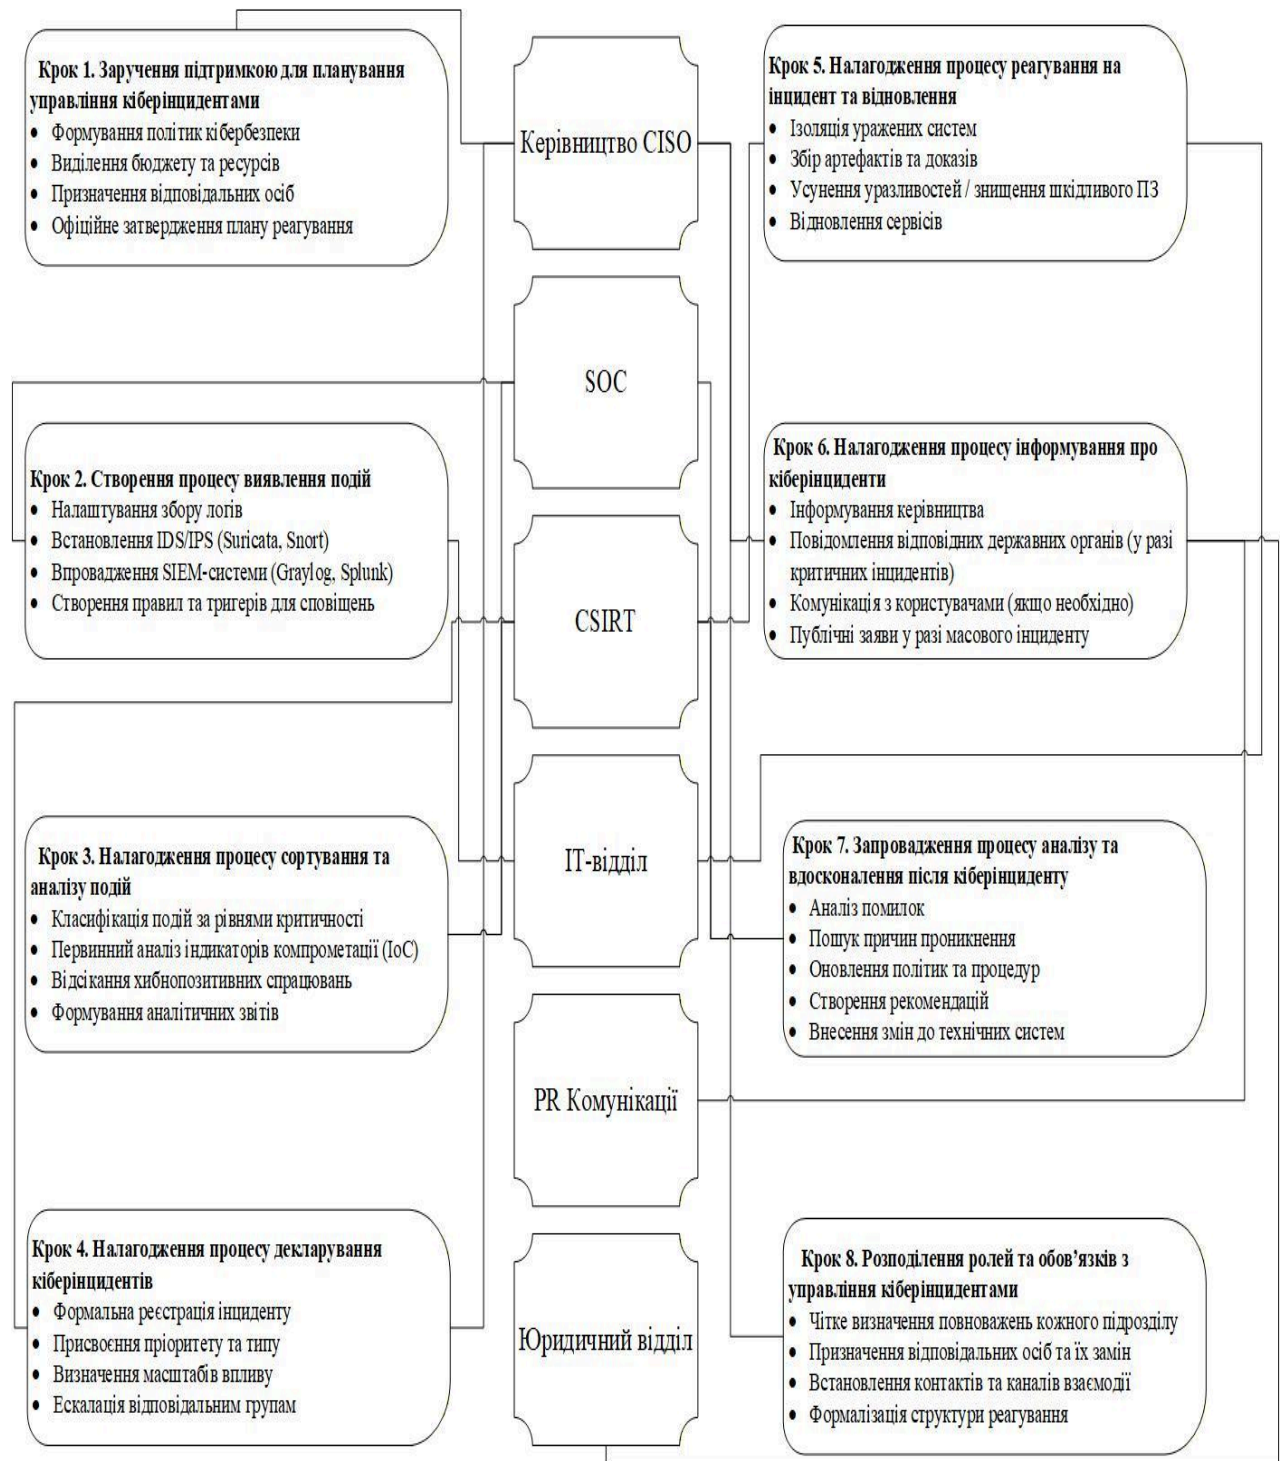 Крок 1. Заручення підтримкою для планування
управління кіберінцидентами
• Формування політик кібербезпеки
• Виділення бюджету та ресурсів
• Призначення відповідальних осіб
• Офіційне затвердження плану реагування
Крок 2. Створення процесу виявлення подій
• Налаштування збору логів
• Встановлення IDS/IPS (Suricata, Snort)
• Впровадження SIEM-системи (Graylog, Splunk)
• Створення правил та тригерів для сповіщень
Крок 3. Налагодження процесу сортування та
аналізу подій
• Класифікація подій за рівнями критичності
• Первинний аналіз індикаторів компрометації (IoC)
• Відсікання хибнопозитивних спрацювань
• Формування аналітичних звітів
Крок 4. Налагодження процесу декларування
кіберінцидентів
• Формальна реєстрація інциденту
• Присвоєння пріоритету та типу
• Визначення масштабів впливу
• Ескалація відповідальним групам
Керівництво CISO
SOC
CSIRT
ІТ-відділ
PR Комунікації
Юридичний відділ
Крок 5. Налагодження процесу реагування на
інцидент та відновлення
• Ізоляція уражених систем
• Збір артефактів та доказів
• Усунення уразливостей / знищення шкідливого ПЗ
• Відновлення сервісів
Крок 6. Налагодження процесу інформування про
кіберінциденти
• Інформування керівництва
• Повідомлення відповідних державних органів (у разі
критичних інцидентів)
• Комунікація з користувачами (якщо необхідно)
• Публічні заяви у разі масового інциденту
Крок 7. Запровадження процесу аналізу та
вдосконалення після кіберінциденту
• Аналіз помилок
• Пошук причин проникнення
• Оновлення політик та процедур
• Створення рекомендацій
• Внесення змін до технічних систем
Крок 8. Розподілення ролей та обов’язків з
управління кіберінцидентами
• Чітке визначення повноважень кожного підрозділу
• Призначення відповідальних осіб та їх замін
• Встановлення контактів та каналів взаємодії
• Формалізація структури реагування